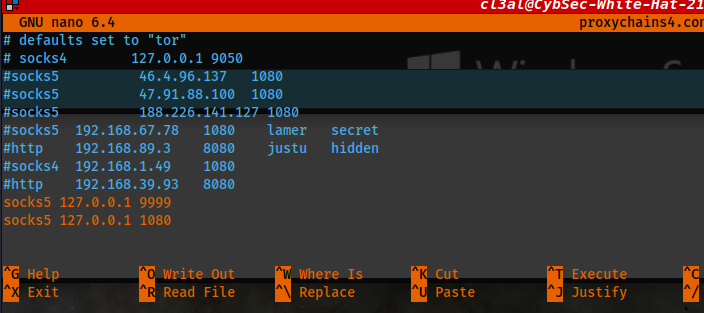 cl3al@CybSec-White-Hat-21
GNU nano 6.4 proxychains4.con
# defaults set to "tor"
# socks4 127.0.0.1 9050
#socks5 46.4.96.137 1080
#socks5 47.91.88.100 1080
#socks5 188.226.141.127 1080
#socks5 192.168.67.78 1080 lamer secret
#http 192.168.89.3 8080 justu hidden
#socks4 192.168.1.49 1080
#http 192.168.39.93 8080
socks5 127.0.0.1 9999
socks5 127.0.0.1 1080
^G Help ^O Write Out ^W Where Is ^K Cut ^T Execute ^C
^X Exit ^R Read File ^\ Replace ^U Paste ^J Justify ^/